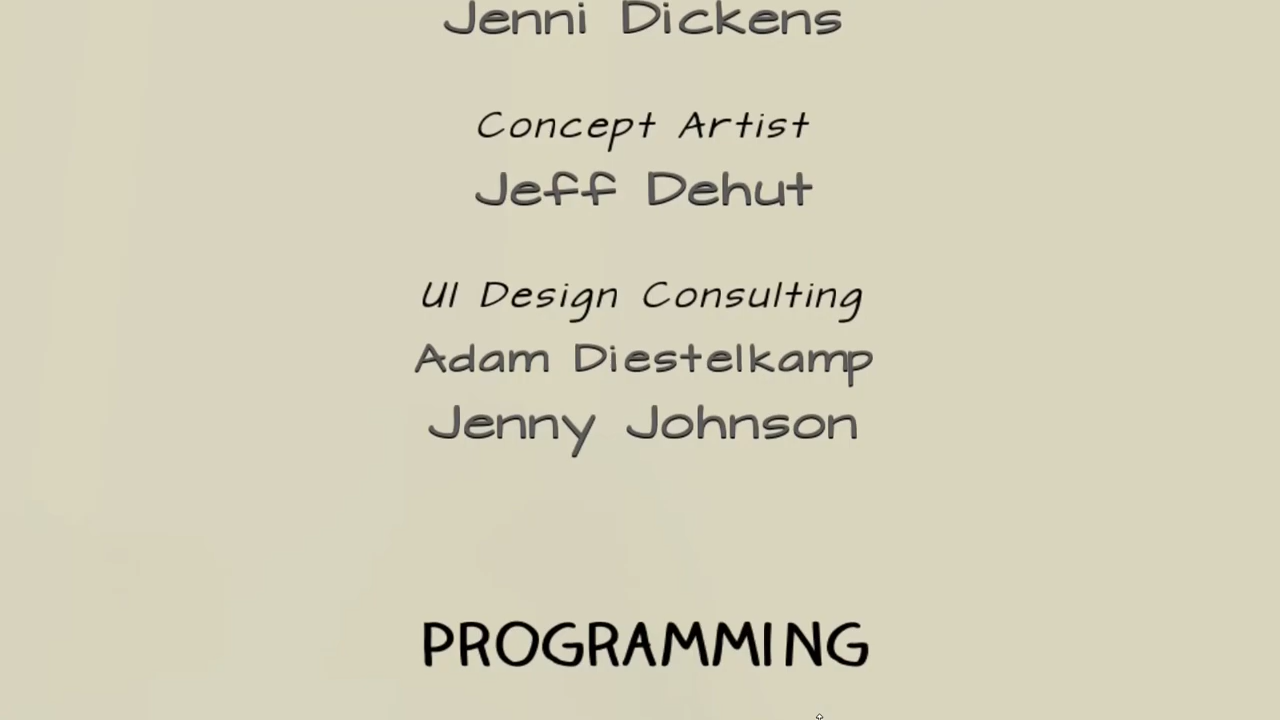 Jenni Dickens
Concept Artist
Jeff Dehut
UI Design Consulting
Adam Diestelkamp
Jenny Johnson
PROGRAMMING